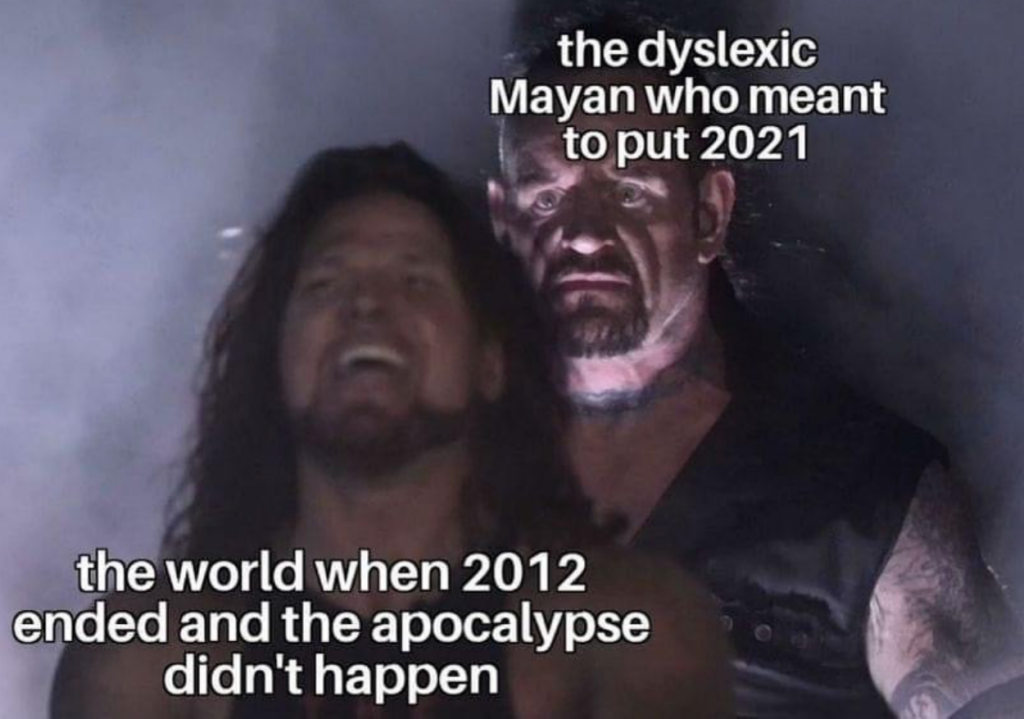 the dyslexic
Mayan who meant
to put 2021
the world when 2012
ended and the apocalypse
didn't happen